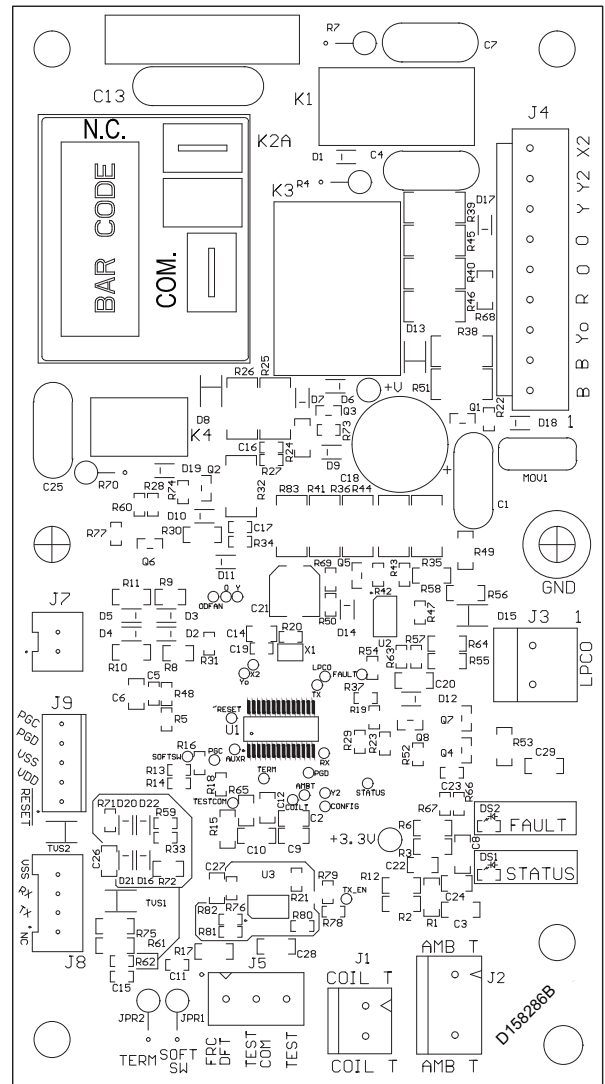 R7
C7
C13
K1
J4
N.C.
K2A
D1
C4
X2
BAR CODE
R4
K3
D17
R39
Y2
Y
R45
O
COM.
R40
O
R46
R
R68
Yo
D13
R38
B
R26
R25
R51
B
D6
+V
R22
D7
Q3
Q1
D8
R73
D18
1
K4
C16
R24
R27
D9
C18
+
MOV1
C25
R70
D19
Q2
R28
R74
R32
R83
R41
R36
R44
C1
R60
D10
R77
R30
C17
R34
R49
Q6
D11
R69
Q5
R43
R35
GND
R11
R9
O
Y
ODFAN
C21
R50
R42
R58
R56
J7
D5
D3
D14
R47
D15
J3
1
D4
D2
C14
R20
U2
R10
R8
R31
C19
X1
R54
R63
R57
R64
R55
LPCO
J9
C6
C5
R48
Yo
X2
LPCO
FAULT
TX
R37
C20
D12
PGC
R5
~RESET
R19
Q7
PGD
U1
VSS
R16
PGC
AUXR
RX
R29
R23
R52
Q8
Q4
R53
C29
VDD
SOFTSW
R13
R14
R18
TERM
PGD
RESET
TESTCOM
R65
AMBT
Y2
STATUS
C23
R66
R71
D20
D22
R59
C12
COILT
C2
CONFIG
R67
DS2
FAULT
TVS2
R33
R15
C10
C9
+3.3V
R6
R3
C8
C26
DS1
STATUS
VSS
D21
D16
R72
C27
U3
R79
C22
RX
TVS1
R21
TX_EN
R12
C24
TX
R82
R76
R80
R78
R2
R1
C3
NC
R75
R81
R61
R17
C28
J8
R62
J5
J1
AMB T
C15
C11
COIL T
J2
JPR2
JPR1
TERM
SOFT SW
FRC DFT
TEST COM
TEST
COIL T
AMB T
D158286B